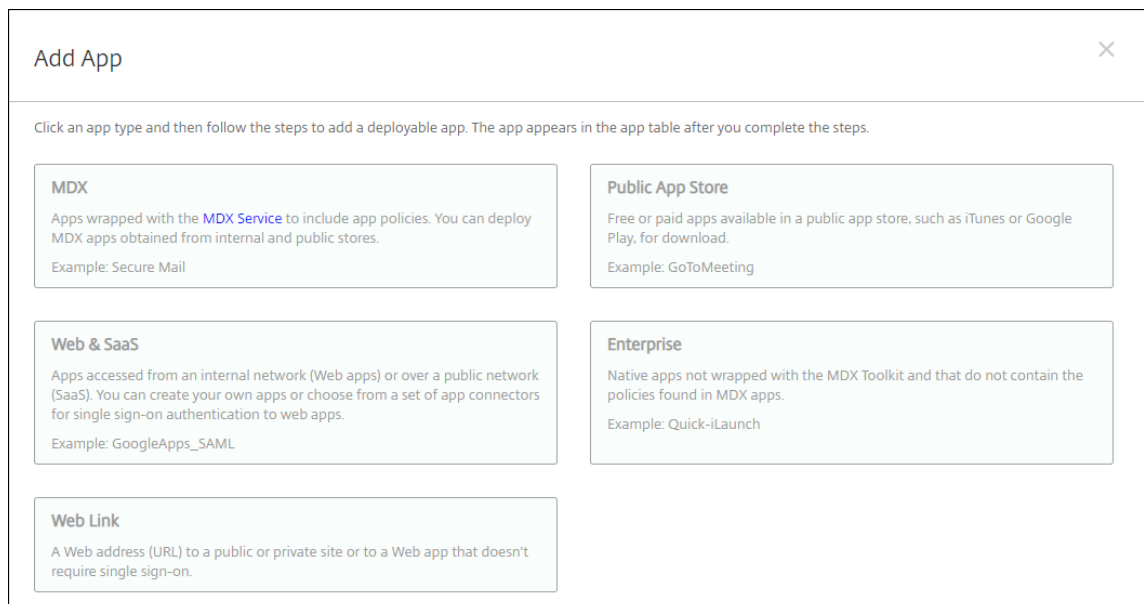 Add App
Click an app type and then follow the steps to add a deployable app. The app appears in the app table after you complete the steps.
MDX
Apps wrapped with the MDX Service to include app policies. You can deploy
MDX apps obtained from internal and public stores.
Example: Secure Mail
Public App Store
Free or paid apps available in a public app store, such as iTunes or Google
Play, for download.
Example: GoToMeeting
Web & SaaS
Apps accessed from an internal network (Web apps) or over a public network
(SaaS). You can create your own apps or choose from a set of app connectors
for single sign-on authentication to web apps.
Example: GoogleApps_SAML
Enterprise
Native apps not wrapped with the MDX Toolkit and that do not contain the
policies found in MDX apps.
Example: Quick-iLaunch
Web Link
A Web address (URL) to a public or private site or to a Web app that doesn't
require single sign-on.